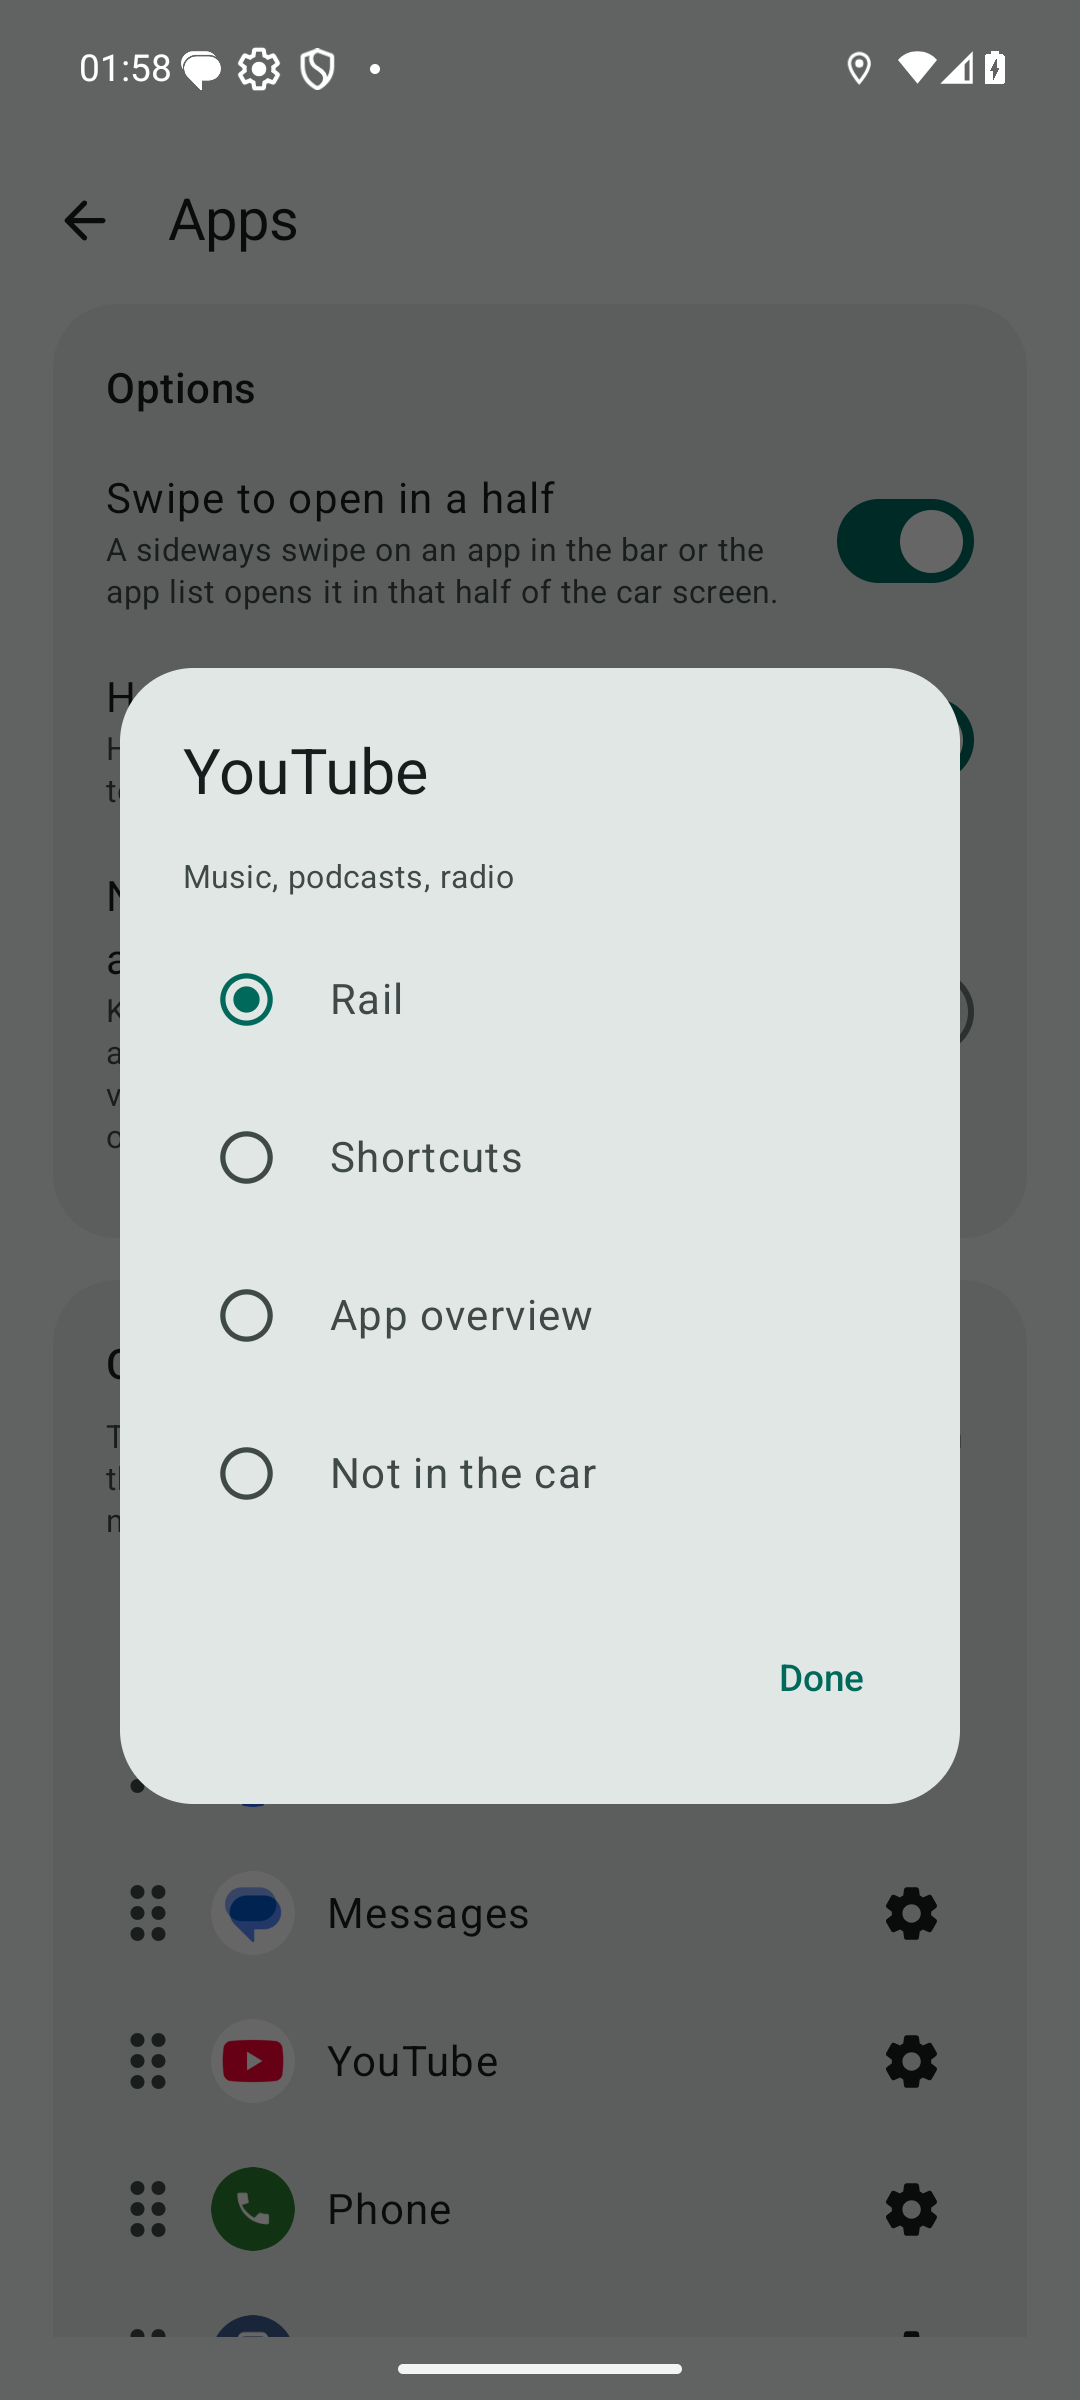 01:58
Apps
Options
Swipe to open in a half
A sideways swipe on an app in the bar or the
app list opens it in that half of the car screen.
YouTube
Music, podcasts, radio
Rail
Shortcuts
App overview
Not in the car
Done
Messages
YouTube
Phone